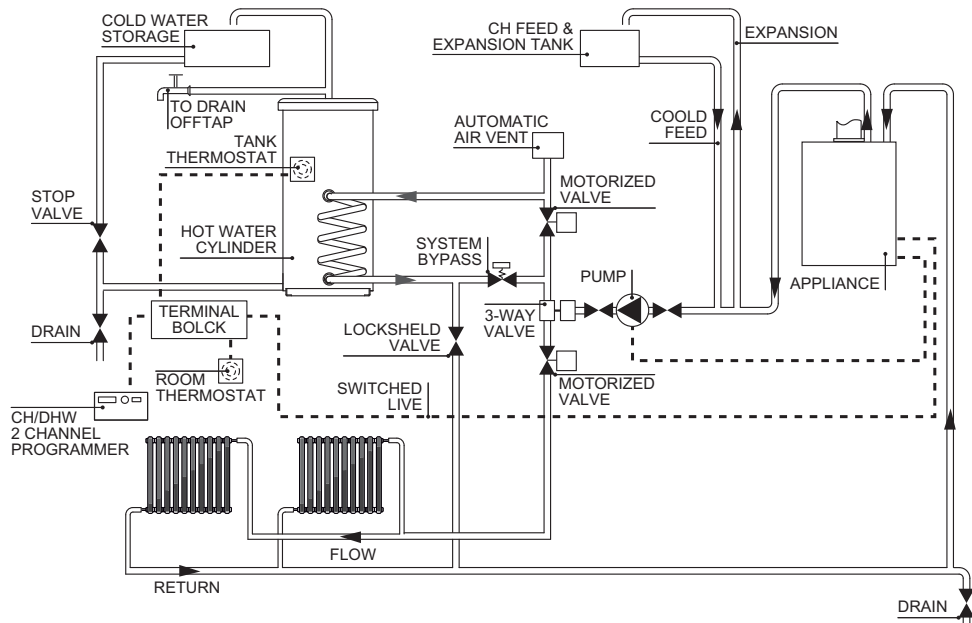 COLD WATER
STORAGE
CH FEED &
EXPANSION TANK
EXPANSION
TO DRAIN
OFFTAP
TANK
THERMOSTAT
AUTOMATIC
AIR VENT
COOLD
FEED
STOP
VALVE
MOTORIZED
VALVE
HOT WATER
CYLINDER
SYSTEM
BYPASS
PUMP
APPLIANCE
TERMINAL
BOLCK
3-WAY
VALVE
DRAIN
LOCKSHELD
VALVE
ROOM
THERMOSTAT
MOTORIZED
VALVE
SWITCHED
LIVE
CH/DHW
2 CHANNEL
PROGRAMMER
FLOW
RETURN
DRAIN